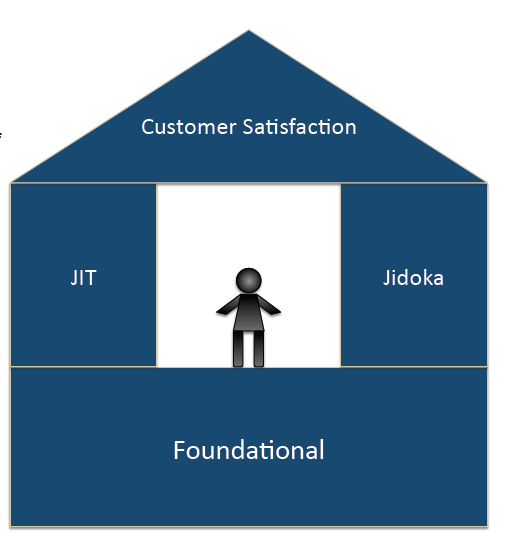 Customer Satisfaction
JIT
Jidoka
Foundational